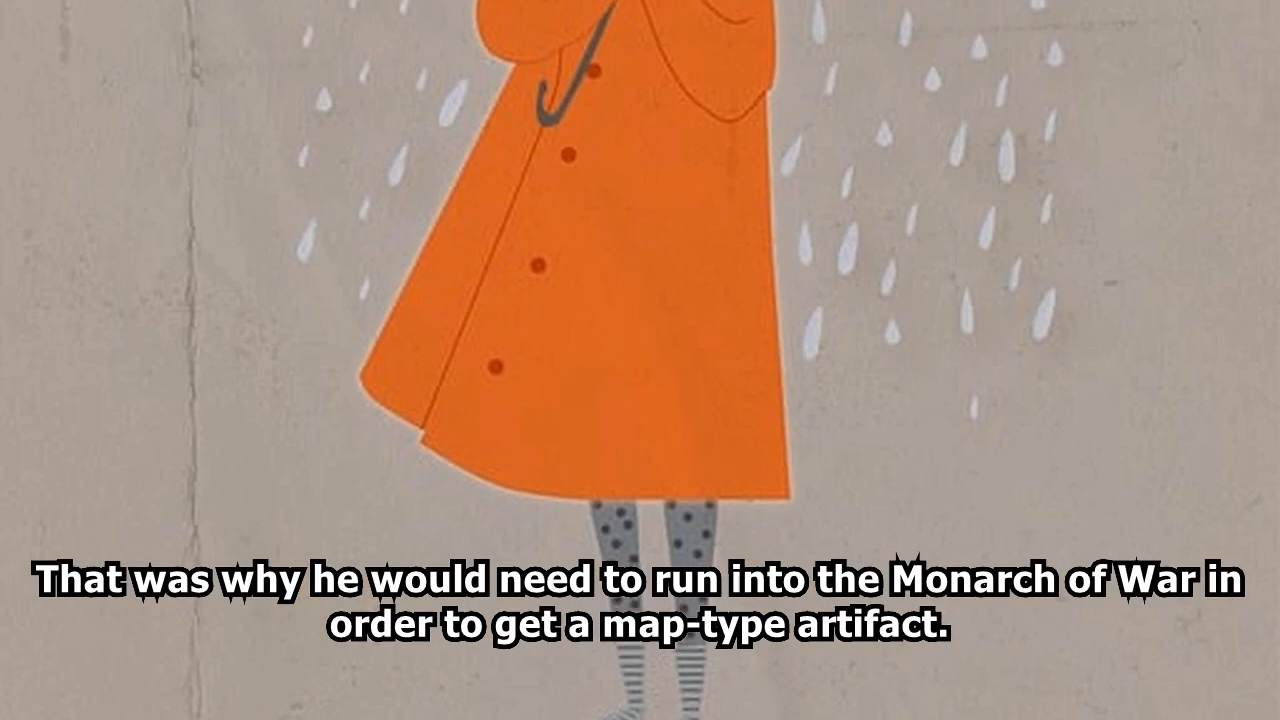 That was why he would need to run into the Monarch of War in
order to get a map-type artifact.